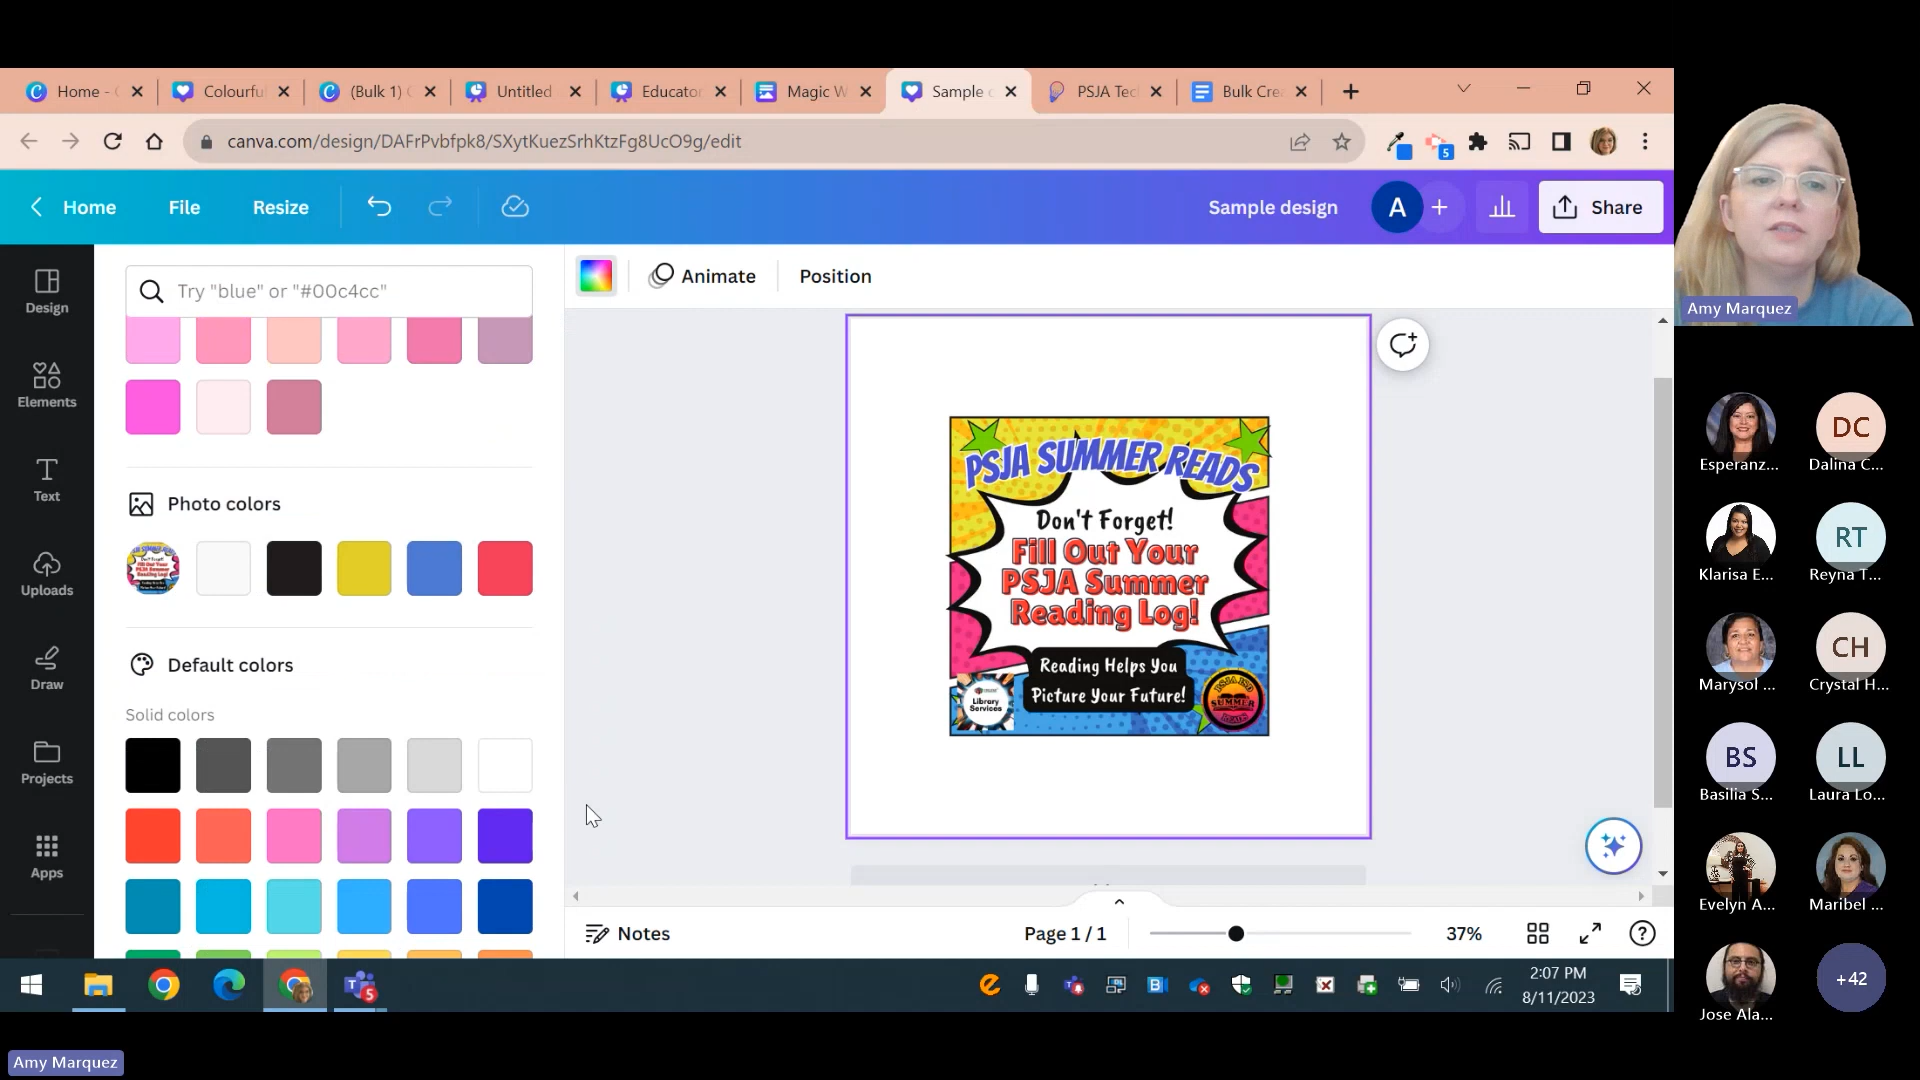 Home -
Colourfu
(Bulk 1)
Untitled
Educato
Magic W
Sample
PSJA Tec
Bulk Cre
canva.com/design/DAFrPvbfpk8/SXytKuezSrhKtzFg8UcO9g/edit
5
Home
File
Resize
Sample design
A
+
Share
Design
Elements
Text
Uploads
Draw
Projects
Apps
Try "blue" or "#00c4cc"
Photo colors
Default colors
Solid colors
Animate
Position
PSJA SUMMER READS
Don't Forget!
Fill Out Your
PSJA Summer
Reading Log!
Reading Helps You
Picture Your Future!
Library
Services
PSJA ISD
SUMMER
READS
Notes
Page 1 / 1
37%
2:07 PM
8/11/2023
Amy Marquez
Esperanz...
DC
Dalina C...
Klarisa E...
RT
Reyna T...
Marysol ...
CH
Crystal H...
BS
Basilia S...
LL
Laura Lo...
Evelyn A...
Maribel ...
Jose Ala...
+42
Amy Marquez